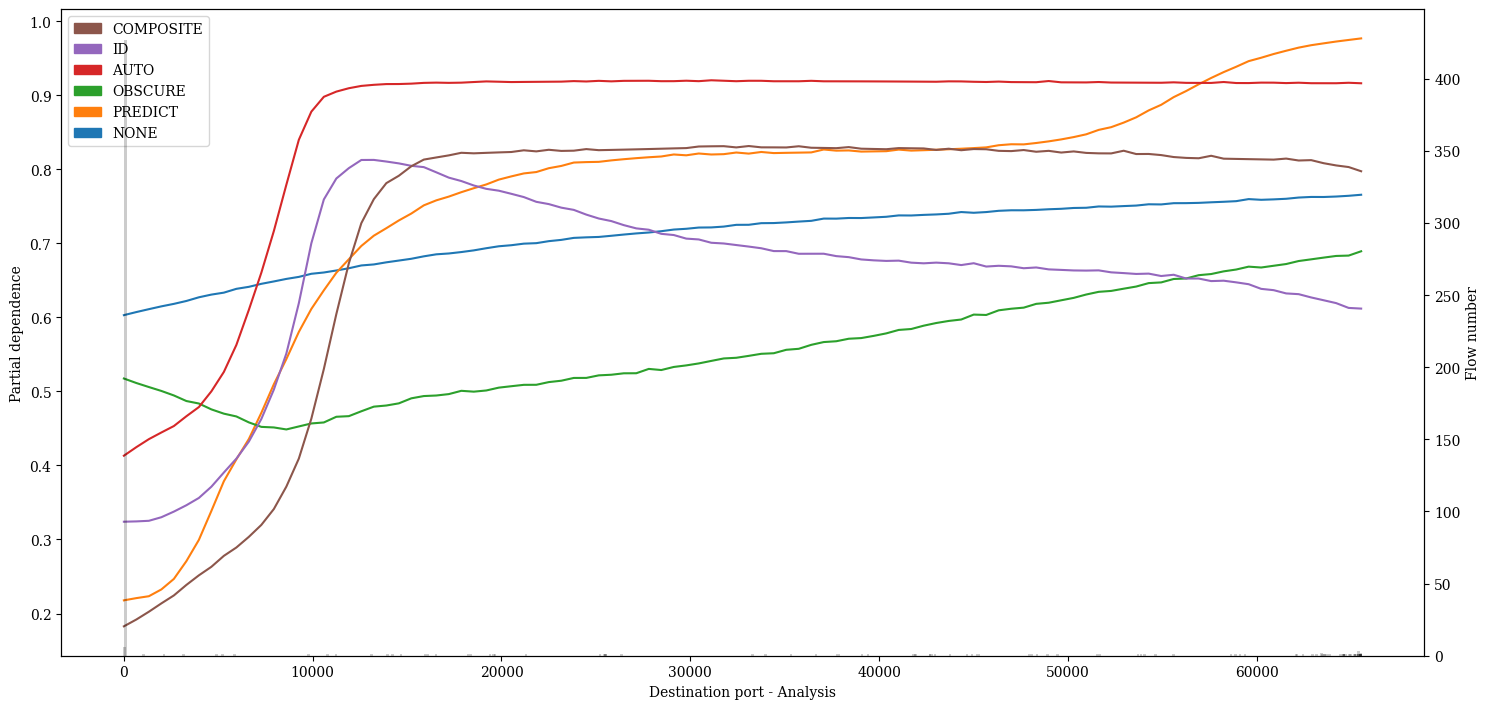 COMPOSITE
ID
AUTO
OBSCURE
PREDICT
NONE
1.0
0.9
0.8
0.7
0.6
0.5
0.4
0.3
0.2
Partial dependence
400
350
300
250
200
150
100
50
0
Flow number
0
10000
20000
30000
40000
50000
60000
Destination port - Analysis